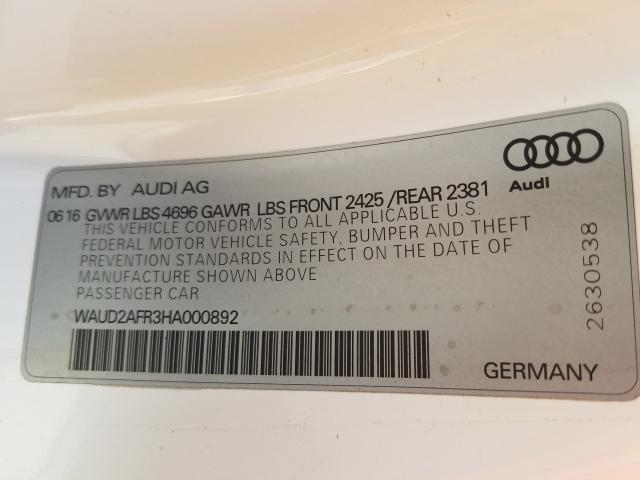 MFD. BY AUDI AG
06 16 GVWR LBS 4696 GAWR LBS FRONT 2425 /REAR 2381
THIS VEHICLE CONFORMS TO ALL APPLICABLE U.S.
FEDERAL MOTOR VEHICLE SAFETY, BUMPER AND THEFT
PREVENTION STANDARDS IN EFFECT ON THE DATE OF
MANUFACTURE SHOWN ABOVE
PASSENGER CAR
WAUD2AFR3HA000892
Audi
2630538
GERMANY